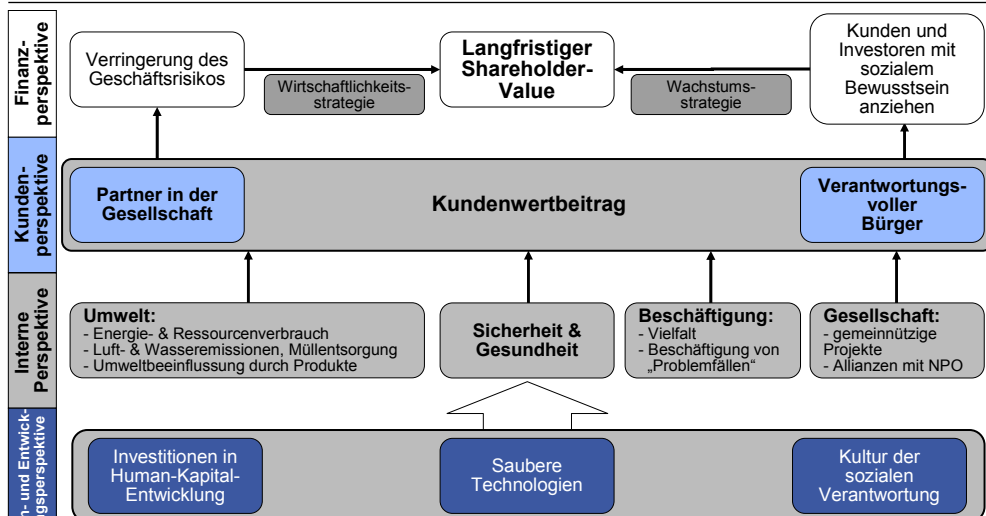 Finanz-
perspektive
Verringerung des
Geschäftsrisikos
Wirtschaftlichkeits-
strategie
Langfristiger
Shareholder-
Value
Wachstums-
strategie
Kunden und
Investoren mit
sozialem
Bewusstsein
anziehen
Kunden-
perspektive
Partner in der
Gesellschaft
Kundenwertbeitrag
Verantwortungs-
voller
Bürger
Interne
Perspektive
Umwelt:
- Energie- & Ressourcenverbrauch
- Luft- & Wasseremissionen, Müllentsorgung
- Umweltbeeinflussung durch Produkte
Sicherheit &
Gesundheit
Beschäftigung:
- Vielfalt
- Beschäftigung von
„Problemfällen“
Gesellschaft:
- gemeinnützige
Projekte
- Allianzen mit NPO
n- und Entwick-
gsperspektive
Investitionen in
Human-Kapital-
Entwicklung
Saubere
Technologien
Kultur der
sozialen
Verantwortung